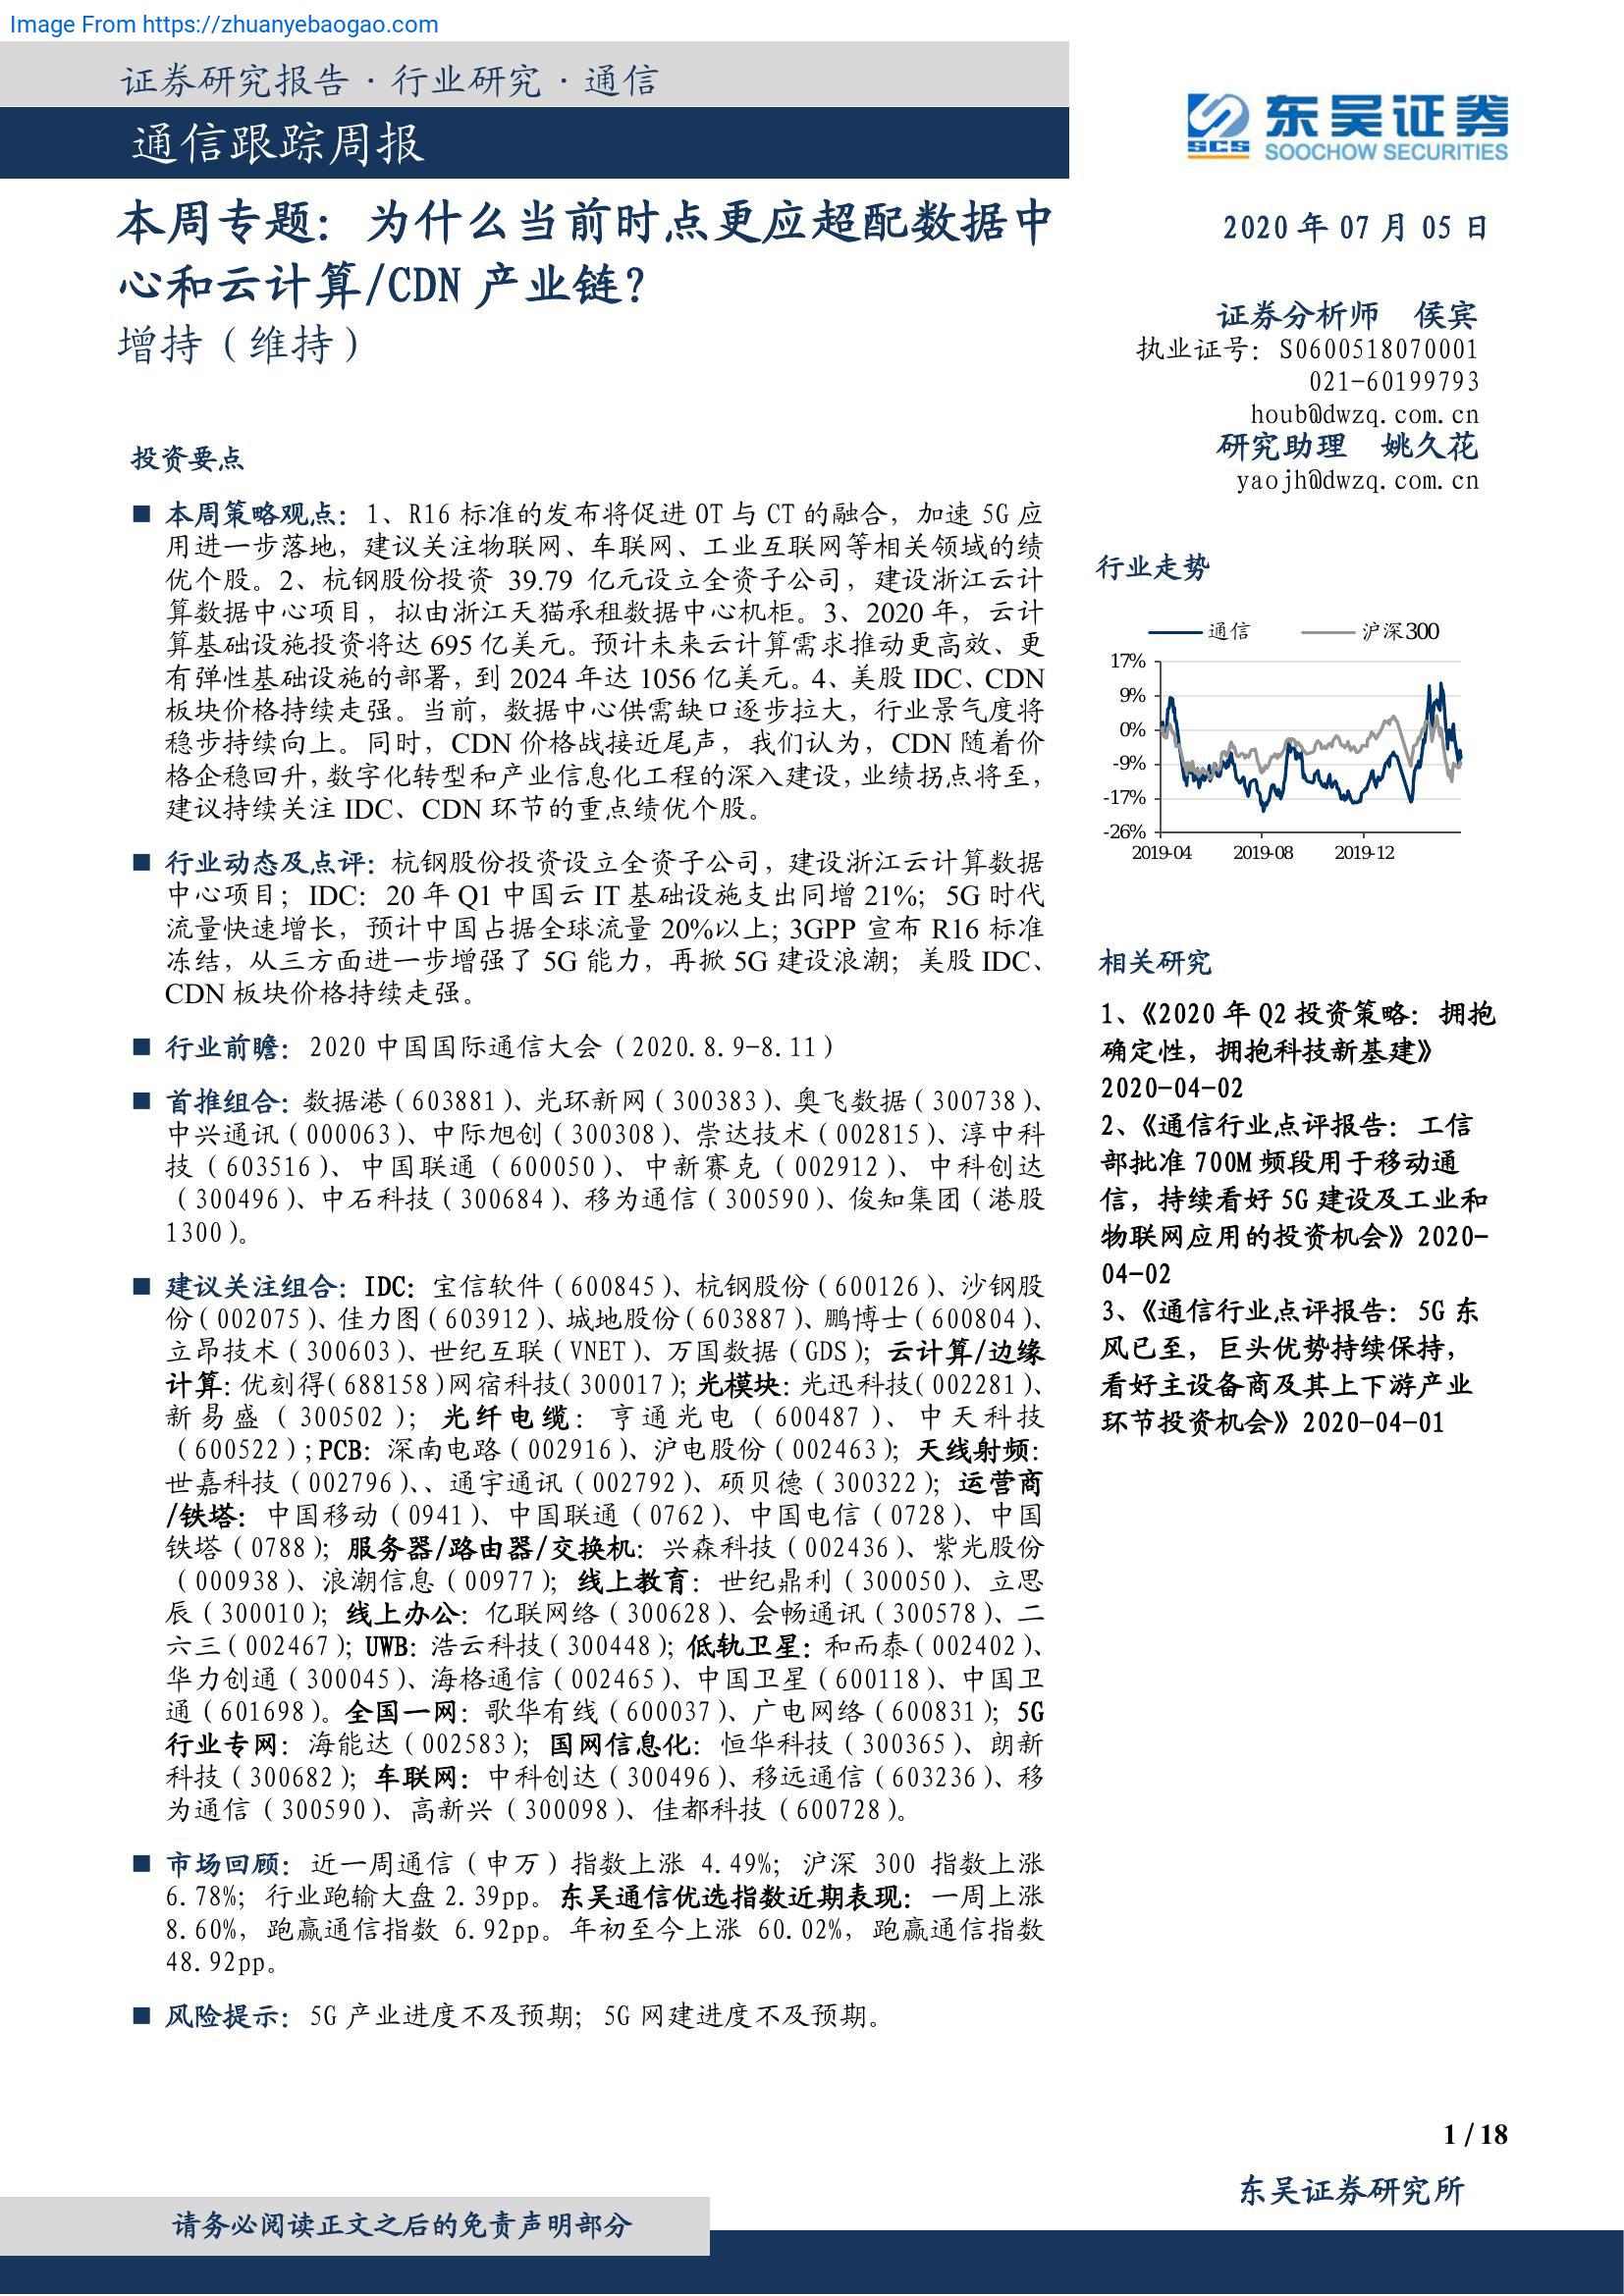 Image From https://zhuanyebaogao.com
证券研究报告·行业研究·通信
通信跟踪周报
本周专题：为什么当前时点更应超配数据中
心和云计算/CDN 产业链？
增持（维持）
投资要点
■ 本周策略观点：1、R16 标准的发布将促进 OT 与 CT 的融合，加速 5G 应
用进一步落地，建议关注物联网、车联网、工业互联网等相关领域的绩
优个股。2、杭钢股份投资 39.79 亿元设立全资子公司，建设浙江云计
算数据中心项目，拟由浙江天猫承租数据中心机柜。3、2020 年，云计
算基础设施投资将达 695 亿美元。预计未来云计算需求推动更高效、更
有弹性基础设施的部署，到 2024 年达 1056 亿美元。4、美股 IDC、CDN
板块价格持续走强。当前，数据中心供需缺口逐步拉大，行业景气度将
稳步持续向上。同时，CDN 价格战接近尾声，我们认为，CDN 随着价
格企稳回升，数字化转型和产业信息化工程的深入建设，业绩拐点将至，
建议持续关注 IDC、CDN 环节的重点绩优个股。
■ 行业动态及点评：杭钢股份投资设立全资子公司，建设浙江云计算数据
中心项目；IDC：20 年 Q1 中国云 IT 基础设施支出同增 21%；5G 时代
流量快速增长，预计中国占据全球流量 20%以上；3GPP 宣布 R16 标准
冻结，从三方面进一步增强了 5G 能力，再掀 5G 建设浪潮；美股 IDC、
CDN 板块价格持续走强。
■ 行业前瞻：2020 中国国际通信大会（2020.8.9-8.11）
■ 首推组合：数据港（603881）、光环新网（300383）、奥飞数据（300738）、
中兴通讯（000063）、中际旭创（300308）、崇达技术（002815）、淳中科
技（603516）、中国联通（600050）、中新赛克（002912）、中科创达
（300496）、中石科技（300684）、移为通信（300590）、俊知集团（港股
1300）。
■ 建议关注组合：IDC：宝信软件（600845）、杭钢股份（600126）、沙钢股
份（002075）、佳力图（603912）、城地股份（603887）、鹏博士（600804）、
立昂技术（300603）、世纪互联（VNET）、万国数据（GDS）；云计算/边缘
计算：优刻得（688158）网宿科技（300017）；光模块：光迅科技（002281）、
新易盛（300502）；光纤电缆：亨通光电（600487）、中天科技
（600522）；PCB：深南电路（002916）、沪电股份（002463）；天线射频：
世嘉科技（002796）、、通宇通讯（002792）、硕贝德（300322）；运营商
/铁塔：中国移动（0941）、中国联通（0762）、中国电信（0728）、中国
铁塔（0788）；服务器/路由器/交换机：兴森科技（002436）、紫光股份
（000938）、浪潮信息（00977）；线上教育：世纪鼎利（300050）、立思
辰（300010）；线上办公：亿联网络（300628）、会畅通讯（300578）、二
六三（002467）；UWB：浩云科技（300448）；低轨卫星：和而泰（002402）、
华力创通（300045）、海格通信（002465）、中国卫星（600118）、中国卫
通（601698）。全国一网：歌华有线（600037）、广电网络（600831）；5G
行业专网：海能达（002583）；国网信息化：恒华科技（300365）、朗新
科技（300682）；车联网：中科创达（300496）、移远通信（603236）、移
为通信（300590）、高新兴（300098）、佳都科技（600728）。
■ 市场回顾：近一周通信（申万）指数上涨 4.49%；沪深 300 指数上涨
6.78%；行业跑输大盘 2.39pp。东吴通信优选指数近期表现：一周上涨
8.60%，跑赢通信指数 6.92pp。年初至今上涨 60.02%，跑赢通信指数
48.92pp。
■ 风险提示：5G 产业进度不及预期；5G 网建进度不及预期。
SCS 东吴证券
SOOCHOW SECURITIES
2020 年 07 月 05 日
证券分析师 侯宾
执业证号：S0600518070001
021-60199793
houb@dwzq.com.cn
研究助理 姚久花
yaojh@dwzq.com.cn
行业走势
通信 沪深300
17%
9%
0%
-9%
-17%
-26%
2019-04 2019-08 2019-12
相关研究
1、《2020 年 Q2 投资策略：拥抱
确定性，拥抱科技新基建》
2020-04-02
2、《通信行业点评报告：工信
部批准 700M 频段用于移动通
信，持续看好 5G 建设及工业和
物联网应用的投资机会》2020-
04-02
3、《通信行业点评报告：5G 东
风已至，巨头优势持续保持，
看好主设备商及其上下游产业
环节投资机会》2020-04-01
1 / 18
东吴证券研究所
请务必阅读正文之后的免责声明部分